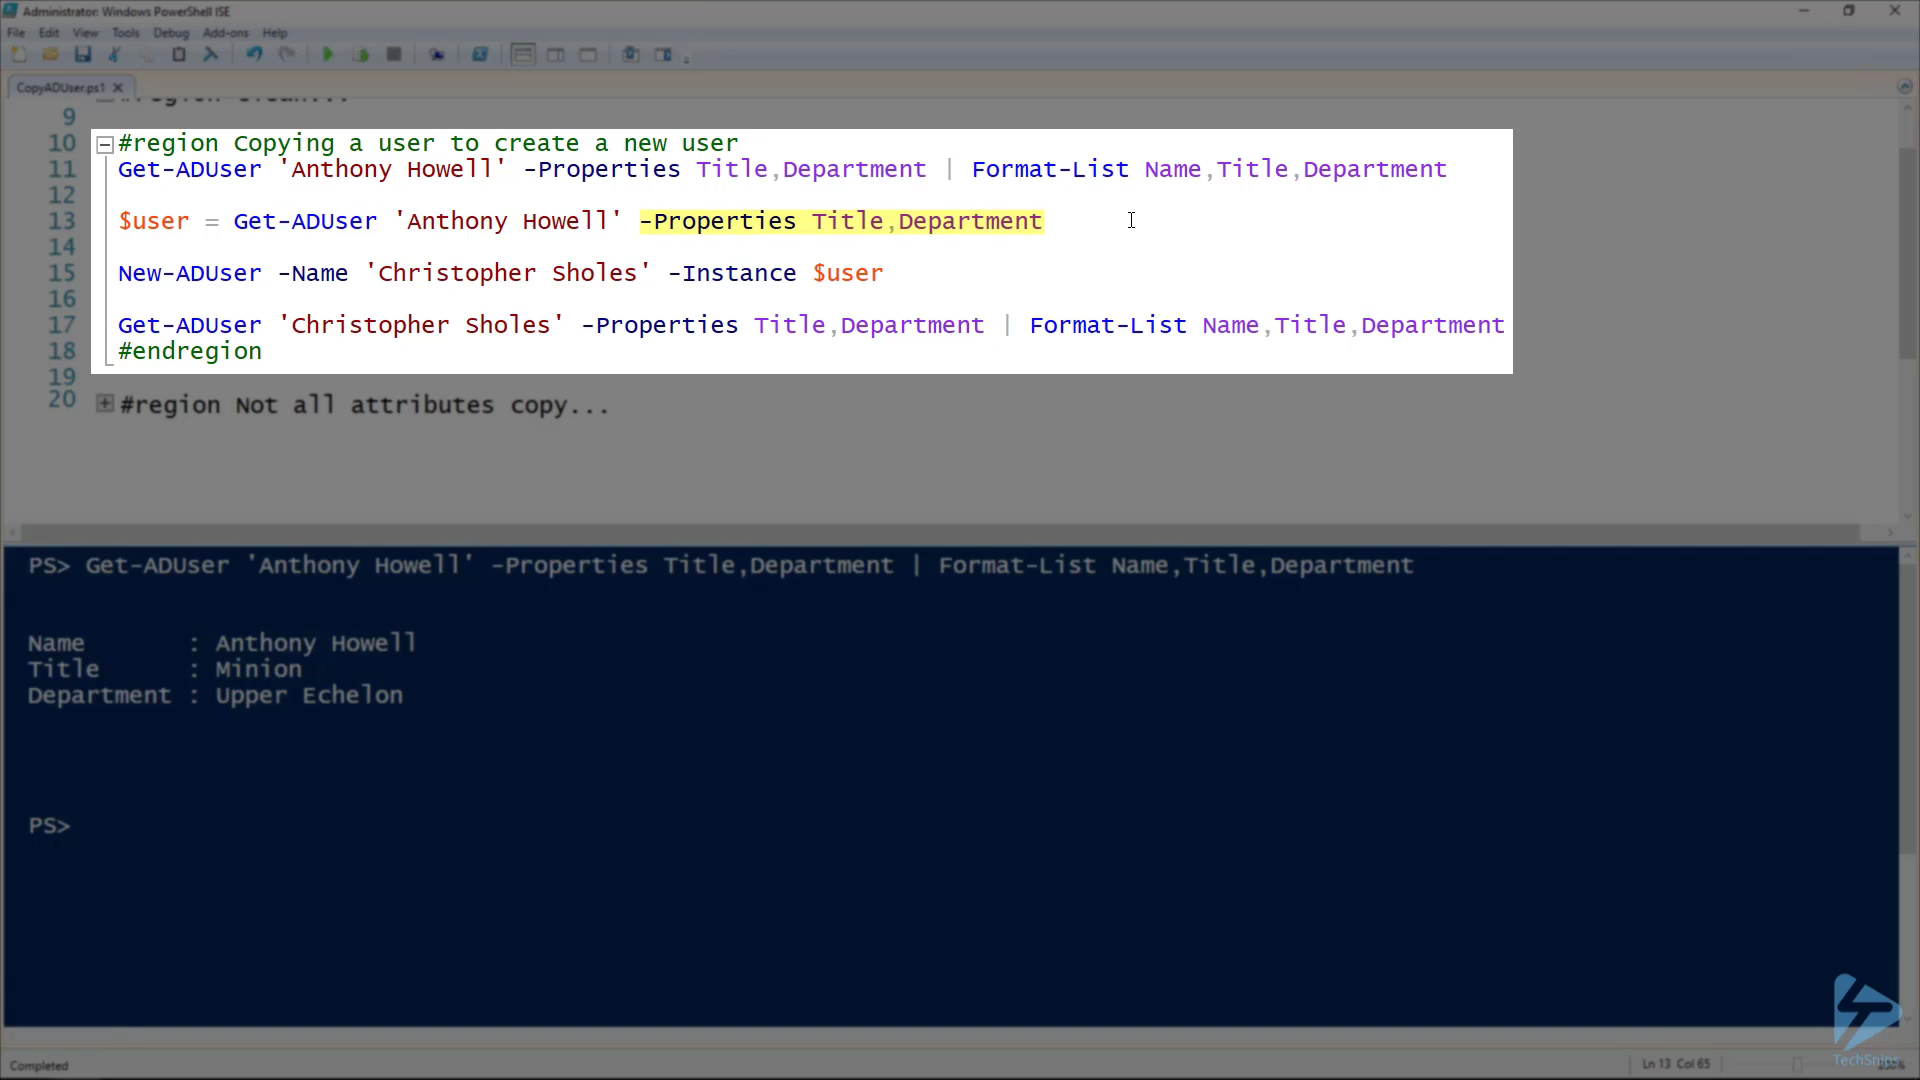 Administrator: Windows PowerShell ISE
File Edit View Tools Debug Add-ons Help
CopyADUser.ps1
9
10 #region Copying a user to create a new user
11 Get-ADUser 'Anthony Howell' -Properties Title,Department | Format-List Name,Title,Department
12
13 $user = Get-ADUser 'Anthony Howell' -Properties Title,Department
14
15 New-ADUser -Name 'Christopher Sholes' -Instance $user
16
17 Get-ADUser 'Christopher Sholes' -Properties Title,Department | Format-List Name,Title,Department
18 #endregion
19
20 #region Not all attributes copy...
PS> Get-ADUser 'Anthony Howell' -Properties Title,Department | Format-List Name,Title,Department
Name : Anthony Howell
Title : Minion
Department : Upper Echelon
PS>
TechSnips
Completed
Ln 13 Col 65